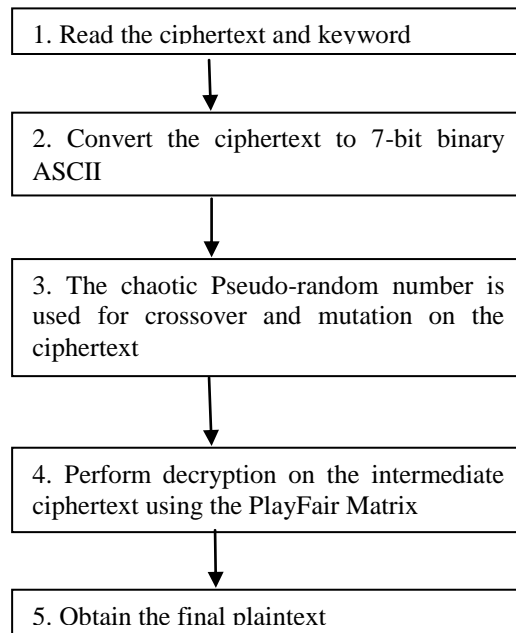 1. Read the ciphertext and keyword
2. Convert the ciphertext to 7-bit binary
ASCII
3. The chaotic Pseudo-random number is
used for crossover and mutation on the
ciphertext
4. Perform decryption on the intermediate
ciphertext using the PlayFair Matrix
5. Obtain the final plaintext